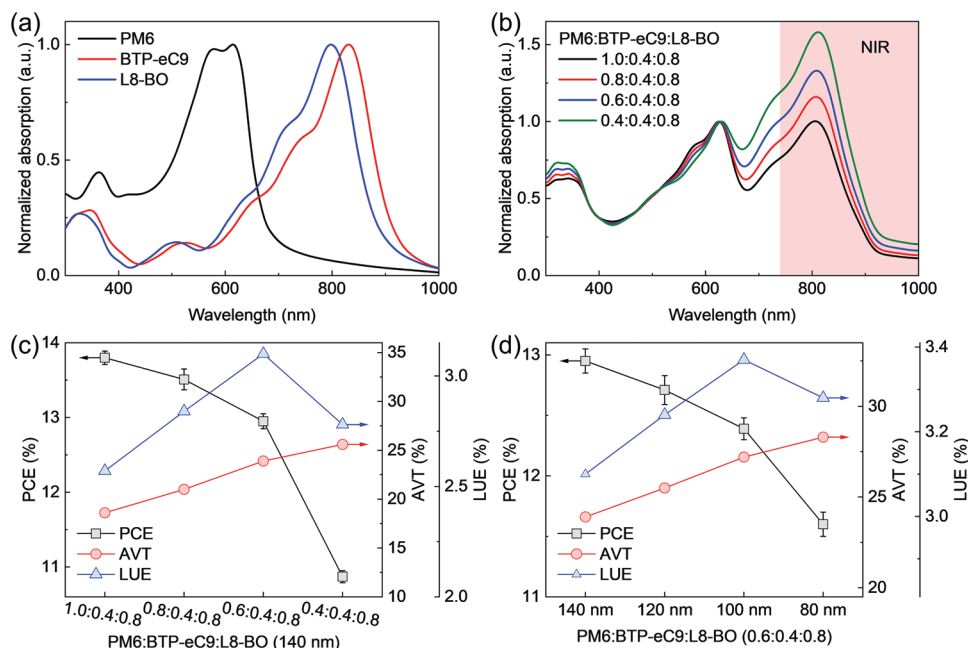 (a)
PM6
BTP-eC9
L8-BO
Normalized absorption (a.u.)
1.0
0.5
0.0
400 600 800 1000
Wavelength (nm)
(b)
PM6:BTP-eC9:L8-BO
1.0:0.4:0.8
0.8:0.4:0.8
0.6:0.4:0.8
0.4:0.4:0.8
NIR
Normalized absorption (a.u.)
1.5
1.0
0.5
0.0
400 600 800 1000
Wavelength (nm)
(c)
PCE (%)
14
13
12
11
PCE
AVT
LUE
35
30
25
20
15
10
AVT (%)
3.0
2.5
2.0
LUE (%)
1.0:0.4:0.8 0.8:0.4:0.8 0.6:0.4:0.8 0.4:0.4:0.8
PM6:BTP-eC9:L8-BO (140 nm)
(d)
PCE (%)
13
12
11
PCE
AVT
LUE
30
25
20
AVT (%)
3.4
3.2
3.0
LUE (%)
140 nm 120 nm 100 nm 80 nm
PM6:BTP-eC9:L8-BO (0.6:0.4:0.8)